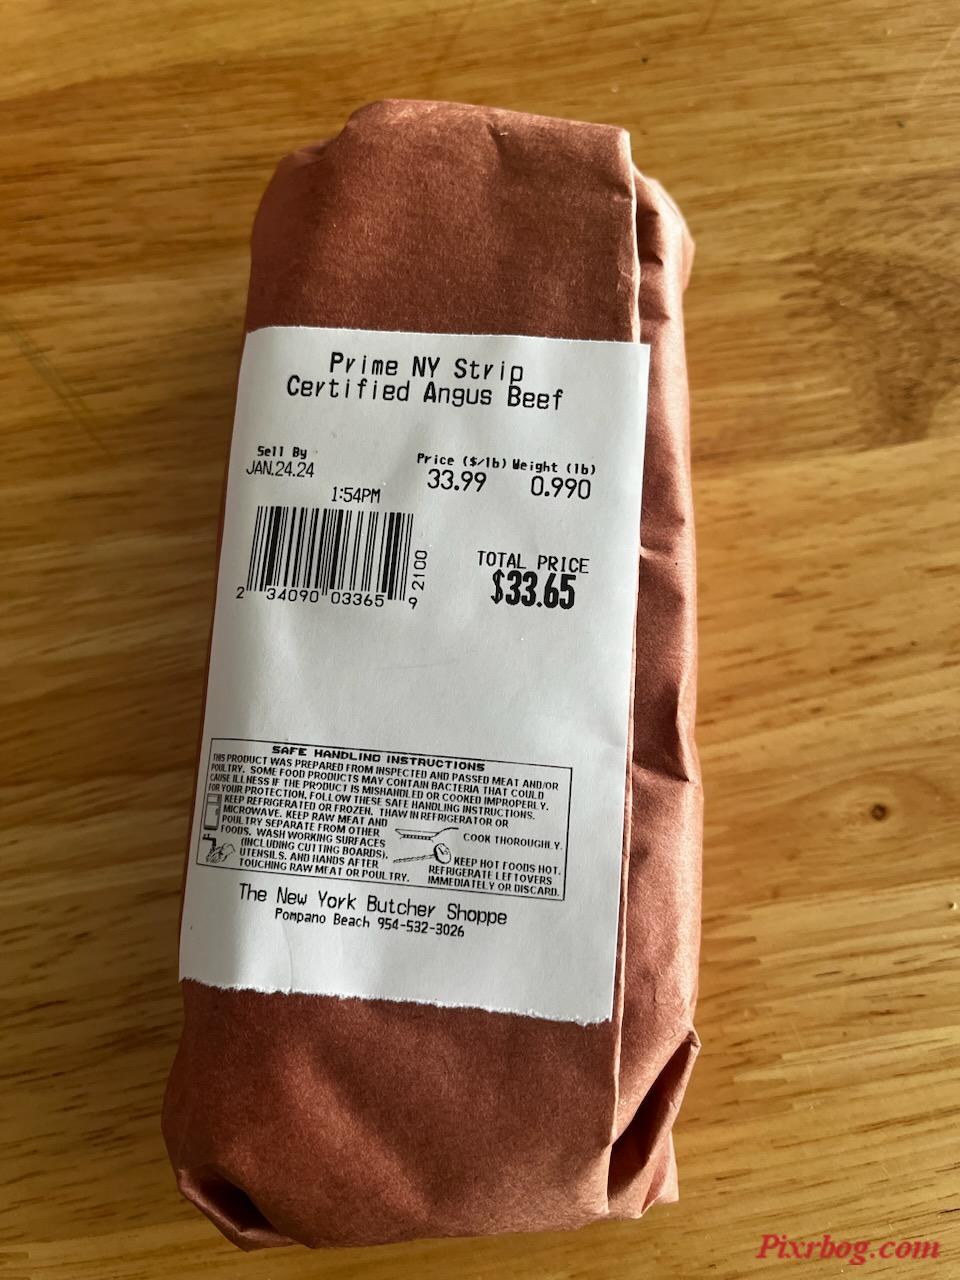 Prime NY Strip
Certified Angus Beef
Sell By
JAN.24.24
Price ($/lb) Weight (lb)
33.99 0.990
1:54PM
TOTAL PRICE
$33.65
2 34090 03365 9 2100
SAFE HANDLING INSTRUCTIONS
THIS PRODUCT WAS PREPARED FROM INSPECTED AND PASSED MEAT AND/OR
POULTRY. SOME FOOD PRODUCTS MAY CONTAIN BACTERIA THAT COULD
CAUSE ILLNESS IF THE PRODUCT IS MISHANDLED OR COOKED IMPROPERLY.
FOR YOUR PROTECTION, FOLLOW THESE SAFE HANDLING INSTRUCTIONS.
KEEP REFRIGERATED OR FROZEN. THAW IN REFRIGERATOR OR
MICROWAVE. KEEP RAW MEAT AND
POULTRY SEPARATE FROM OTHER
FOODS. WASH WORKING SURFACES
(INCLUDING CUTTING BOARDS),
UTENSILS, AND HANDS AFTER
TOUCHING RAW MEAT OR POULTRY.
COOK THOROUGHLY.
KEEP HOT FOODS HOT.
REFRIGERATE LEFTOVERS
IMMEDIATELY OR DISCARD.
The New York Butcher Shoppe
Pompano Beach 954-532-3026
Pixrbog.com